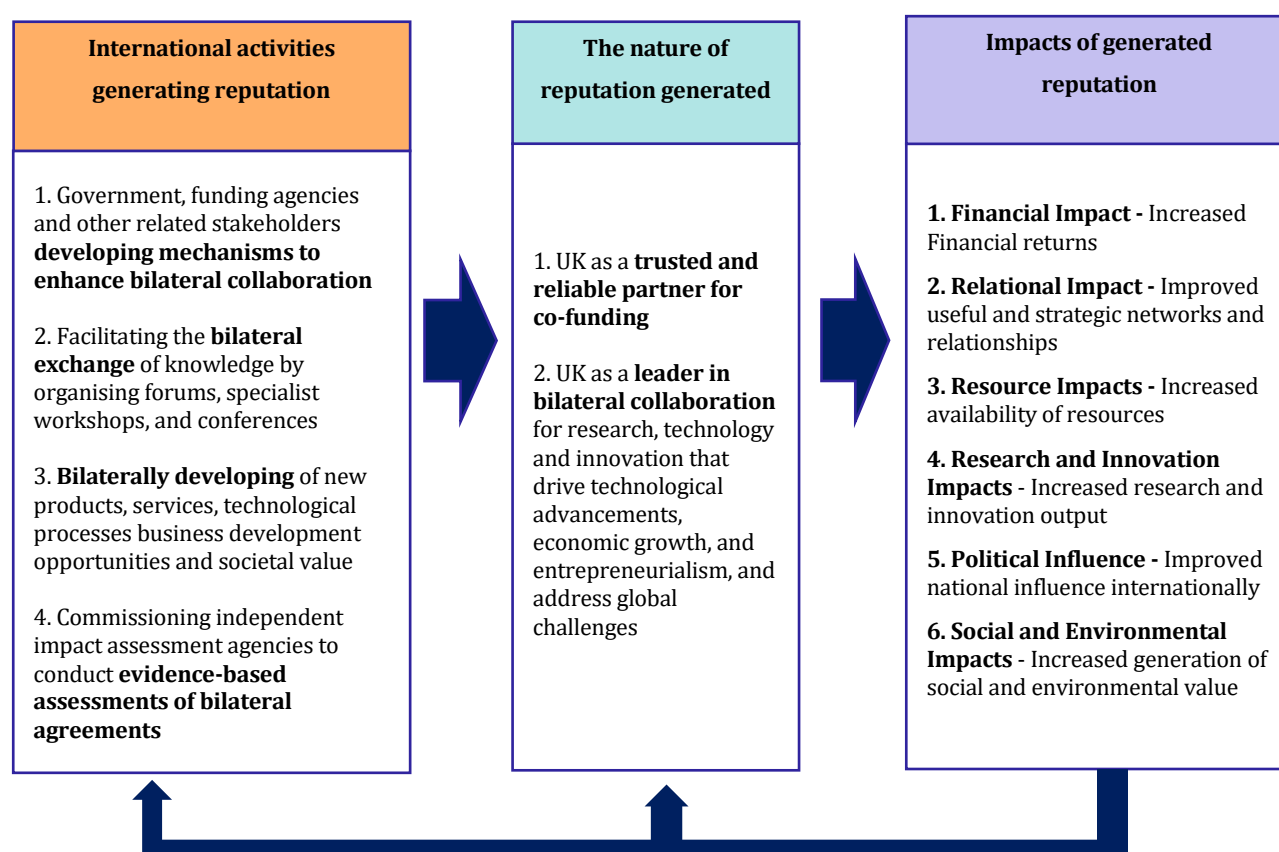 International activities
generating reputation
1. Government, funding agencies
and other related stakeholders
developing mechanisms to
enhance bilateral collaboration
2. Facilitating the bilateral
exchange of knowledge by
organising forums, specialist
workshops, and conferences
3. Bilaterally developing of new
products, services, technological
processes business development
opportunities and societal value
4. Commissioning independent
impact assessment agencies to
conduct evidence-based
assessments of bilateral
agreements
The nature of
reputation generated
1. UK as a trusted and
reliable partner for
co-funding
2. UK as a leader in
bilateral collaboration
for research, technology
and innovation that
drive technological
advancements,
economic growth, and
entrepreneurialism, and
address global
challenges
Impacts of generated
reputation
1. Financial Impact - Increased
Financial returns
2. Relational Impact - Improved
useful and strategic networks and
relationships
3. Resource Impacts - Increased
availability of resources
4. Research and Innovation
Impacts - Increased research and
innovation output
5. Political Influence - Improved
national influence internationally
6. Social and Environmental
Impacts - Increased generation of
social and environmental value